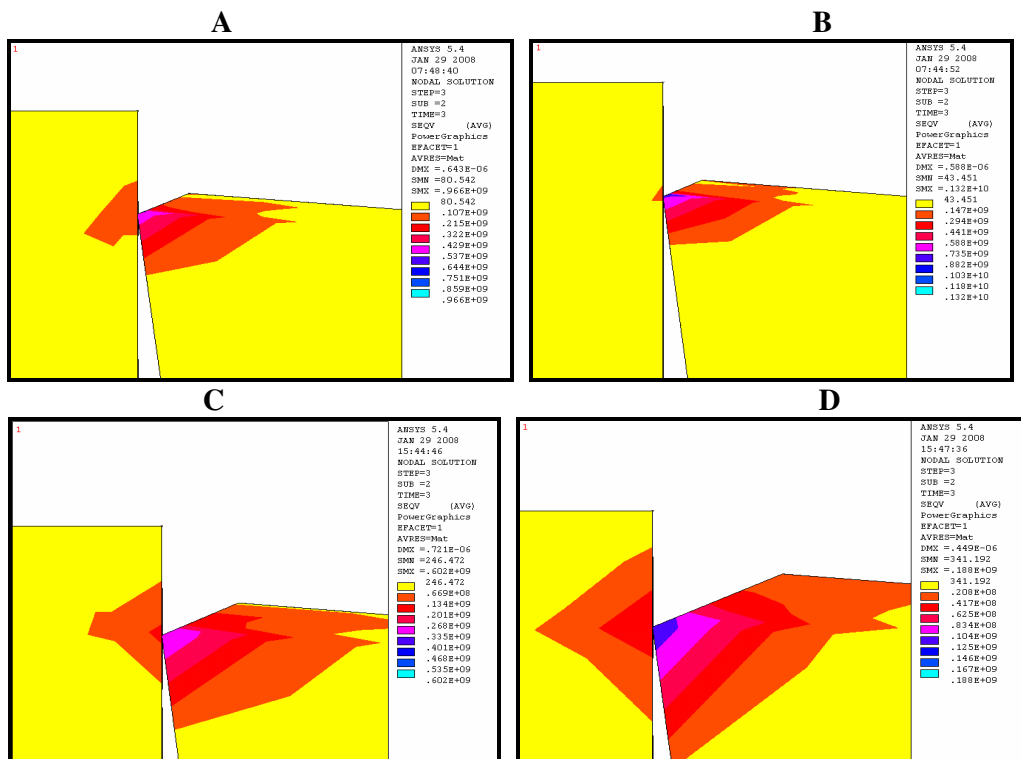 A
1
ANSYS 5.4
JAN 29 2008
07:48:40
NODAL SOLUTION
STEP=3
SUB =2
TIME=3
SEQV (AVG)
PowerGraphics
EFACET=1
AVRES=Mat
DMX =.643E-06
SMN =80.542
SMX =.966E+09
80.542
.107E+09
.215E+09
.322E+09
.429E+09
.537E+09
.644E+09
.751E+09
.859E+09
.966E+09
B
1
ANSYS 5.4
JAN 29 2008
07:44:52
NODAL SOLUTION
STEP=3
SUB =2
TIME=3
SEQV (AVG)
PowerGraphics
EFACET=1
AVRES=Mat
DMX =.588E-06
SMN =43.451
SMX =.132E+10
43.451
.147E+09
.294E+09
.441E+09
.588E+09
.735E+09
.882E+09
.103E+10
.118E+10
.132E+10
C
1
ANSYS 5.4
JAN 29 2008
15:44:46
NODAL SOLUTION
STEP=3
SUB =2
TIME=3
SEQV (AVG)
PowerGraphics
EFACET=1
AVRES=Mat
DMX =.721E-06
SMN =246.472
SMX =.602E+09
246.472
.669E+08
.134E+09
.201E+09
.268E+09
.335E+09
.401E+09
.468E+09
.535E+09
.602E+09
D
1
ANSYS 5.4
JAN 29 2008
15:47:36
NODAL SOLUTION
STEP=3
SUB =2
TIME=3
SEQV (AVG)
PowerGraphics
EFACET=1
AVRES=Mat
DMX =.449E-06
SMN =341.192
SMX =.188E+09
341.192
.208E+08
.417E+08
.625E+08
.834E+08
.104E+09
.125E+09
.146E+09
.167E+09
.188E+09